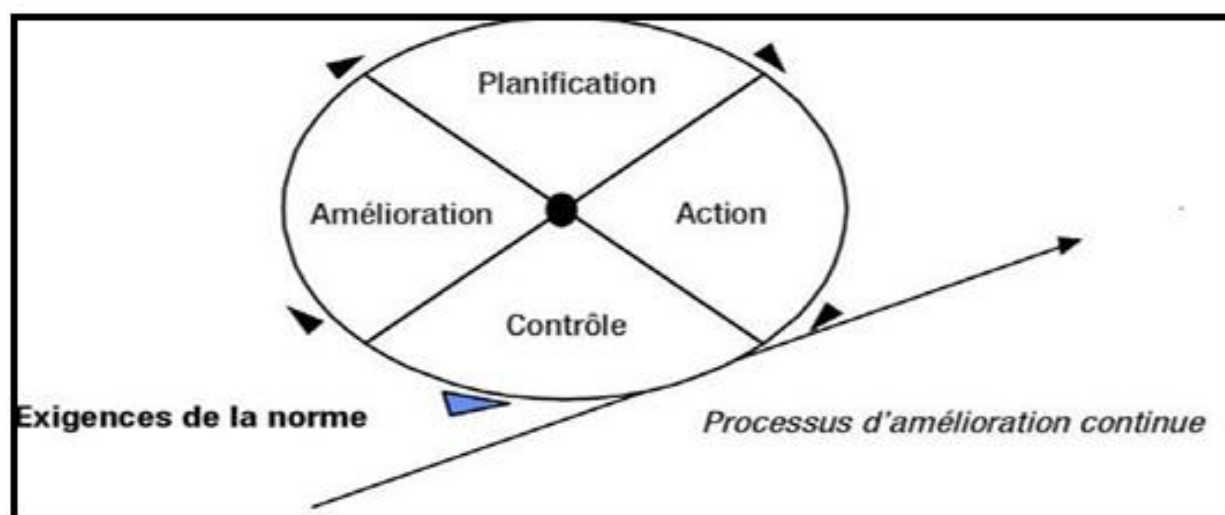 Planification
Amélioration
Action
Contrôle
Exigences de la norme
Processus d'amélioration continue